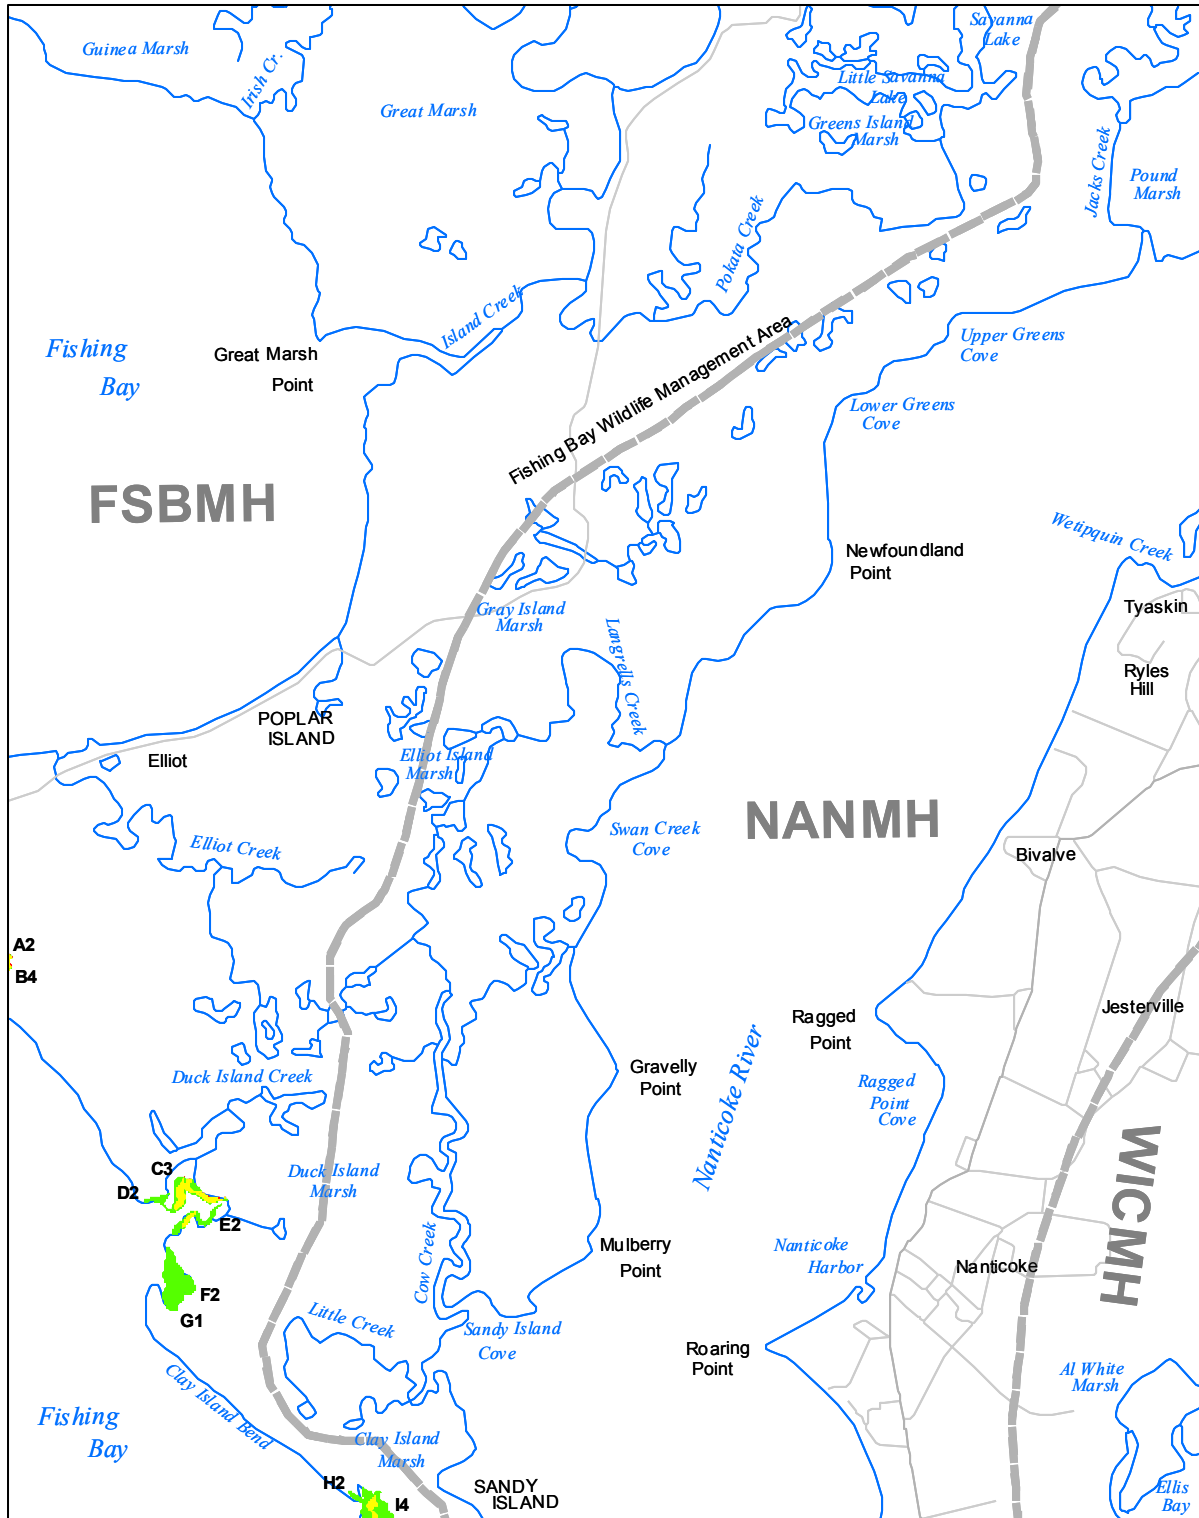 Savanna
Lake
Guinea Marsh
Irish Cr.
Little Savanna
Lake
Great Marsh
Greens Island
Marsh
Jacks Creek
Pound
Marsh
Pokata Creek
Island Creek
Fishing
Bay
Great Marsh
Point
Upper Greens
Cove
Fishing Bay Wildlife Management Area
Lower Greens
Cove
FSBMH
Wetipquin Creek
Newfoundland
Point
Tyaskin
Gray Island
Marsh
Langrells Creek
Ryles
Hill
POPLAR
ISLAND
Elliot
Elliot Island
Marsh
NANMH
Swan Creek
Cove
Elliot Creek
Bivalve
A2
B4
Jesterville
Ragged
Point
Nanticoke River
Gravelly
Point
Duck Island Creek
Ragged
Point
Cove
WICMH
C3
D2
Duck Island
Marsh
E2
Cow Creek
Mulberry
Point
Nanticoke
Harbor
Nanticoke
F2
G1
Little Creek
Sandy Island
Cove
Roaring
Point
Al White
Marsh
Clay Island Bend
Fishing
Bay
Clay Island
Marsh
H2
I4
SANDY
ISLAND
Ellis
Bay